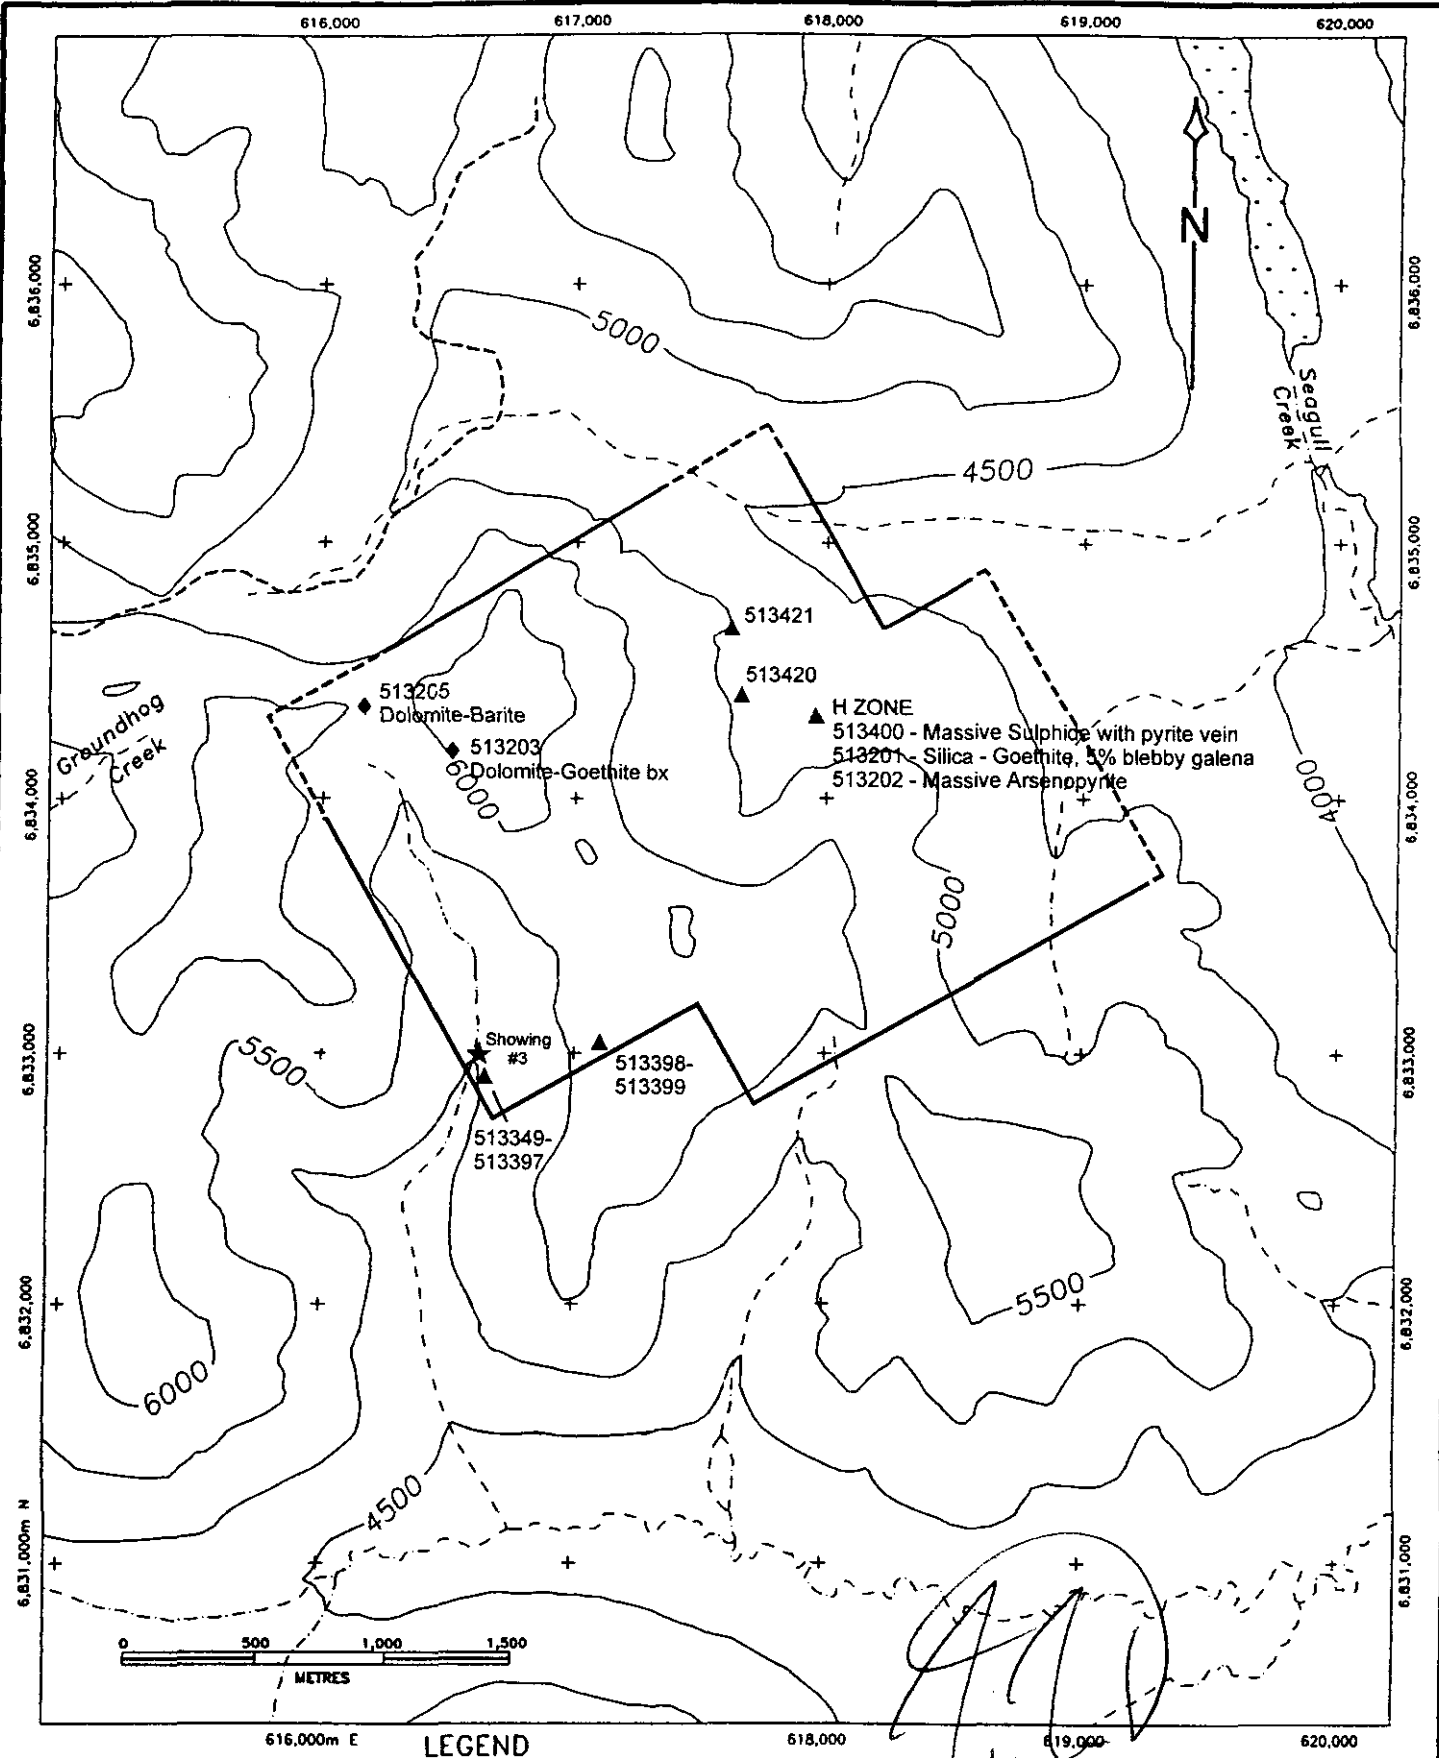 616,000
617,000
618,000
619,000
620,000
6,836,000
6,836,000
5000
N
Seagull
Creek
4500
6,835,000
6,835,000
513421
513420
513205
Dolomite-Barite
H ZONE
513400 - Massive Sulphide with pyrite vein
513201 - Silica - Goethite, 5% blebby galena
513202 - Massive Arsenopyrite
513203
Dolomite-Goethite bx
6000
Groundhog
Creek
4000
6,834,000
6,834,000
5000
Showing
#3
513398-
513399
5500
6,833,000
6,833,000
513349-
513397
5500
6,832,000
6,832,000
6000
4500
6,831,000m N
6,831,000
0
500
1,000
1,500
METRES
616,000m E
618,000
619,000
620,000
LEGEND